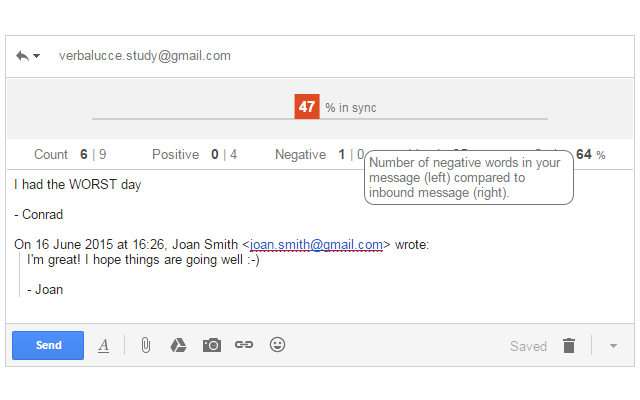 verbalucce.study@gmail.com
47 % in sync
Count 6 | 9 Positive 0 | 4 Negative 1 | 0 64 %
Number of negative words in your
message (left) compared to
inbound message (right).
I had the WORST day
- Conrad
On 16 June 2015 at 16:26, Joan Smith <joan.smith@gmail.com> wrote:
I'm great! I hope things are going well :-)
- Joan
Send A Saved